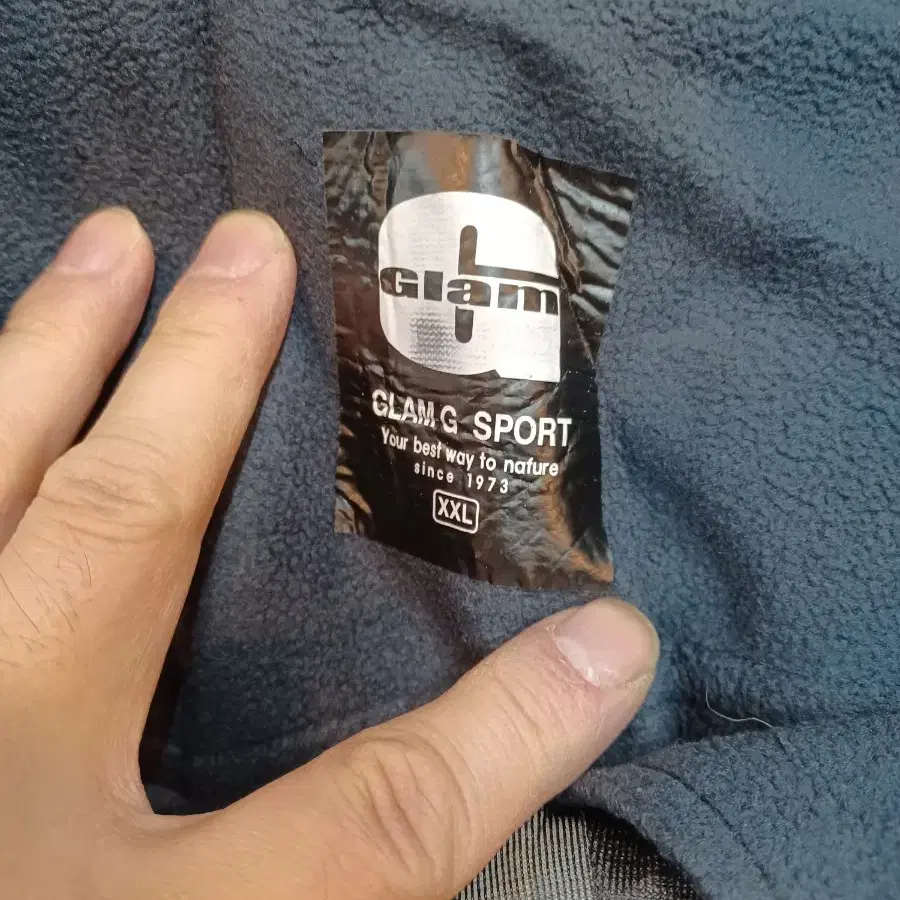 Glam
GLAM G SPORT
Your best way to nature
since 1973
XXL